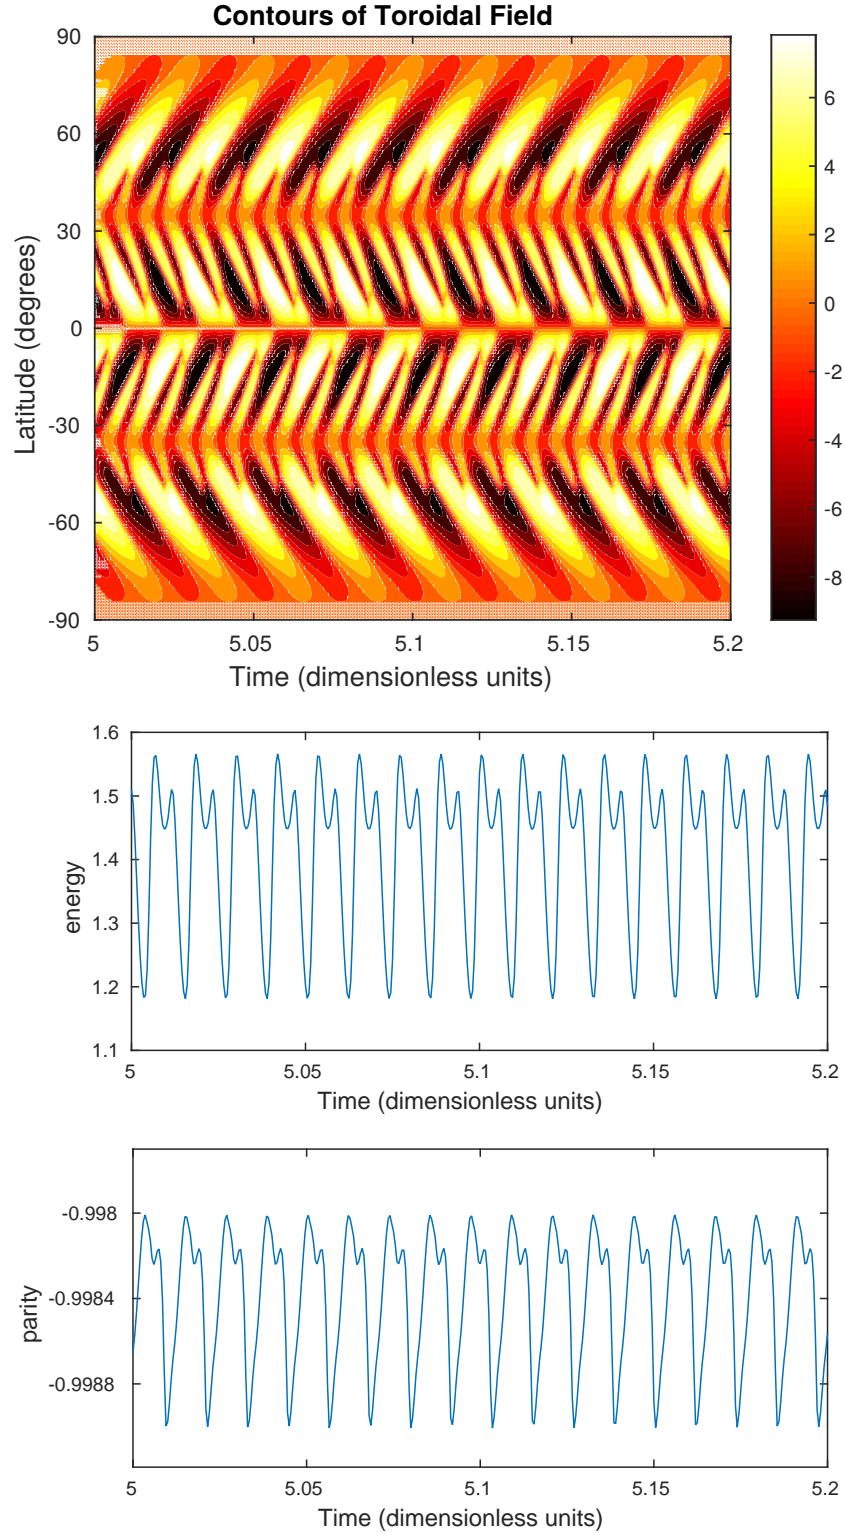 Contours of Toroidal Field
90
60
30
0
-30
-60
-90
Latitude (degrees)
5 5.05 5.1 5.15 5.2
Time (dimensionless units)
6
4
2
0
-2
-4
-6
-8
1.6
1.5
1.4
1.3
1.2
1.1
energy
5 5.05 5.1 5.15 5.2
Time (dimensionless units)
-0.998
-0.9984
-0.9988
parity
5 5.05 5.1 5.15 5.2
Time (dimensionless units)